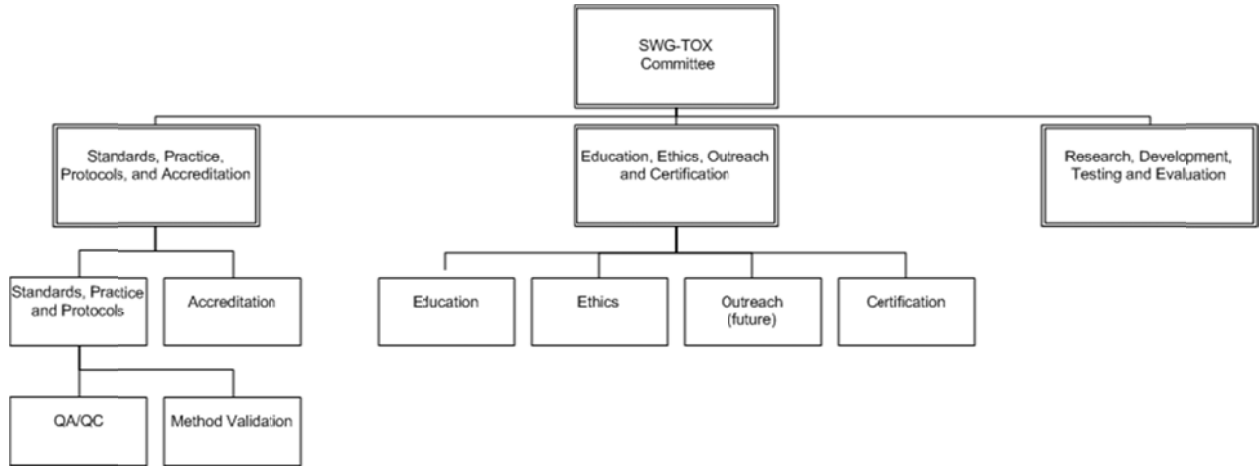 SWG-TOX
Committee
Standards, Practice,
Protocols, and Accreditation
Education, Ethics, Outreach
and Certification
Research, Development,
Testing and Evaluation
Standards, Practice
and Protocols
Accreditation
Education
Ethics
Outreach
(future)
Certification
QA/QC
Method Validation